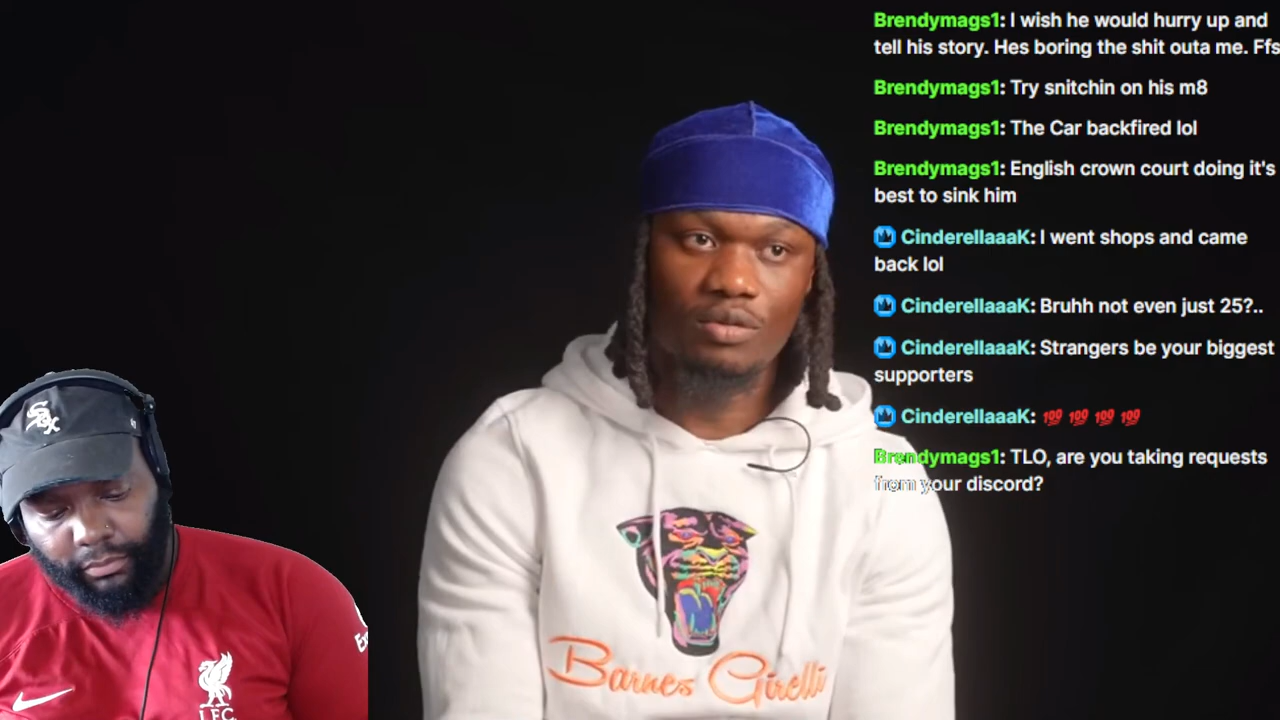 Brendymags1: I wish he would hurry up and
tell his story. Hes boring the shit outa me. Ffs
Brendymags1: Try snitchin on his m8
Brendymags1: The Car backfired lol
Brendymags1: English crown court doing it's
best to sink him
CinderellaaaK: I went shops and came
back lol
CinderellaaaK: Bruhh not even just 25?..
CinderellaaaK: Strangers be your biggest
supporters
CinderellaaaK: 💯 💯 💯 💯
Brendymags1: TLO, are you taking requests
from your discord?
Sox
Barnes Girelli
L.F.C.